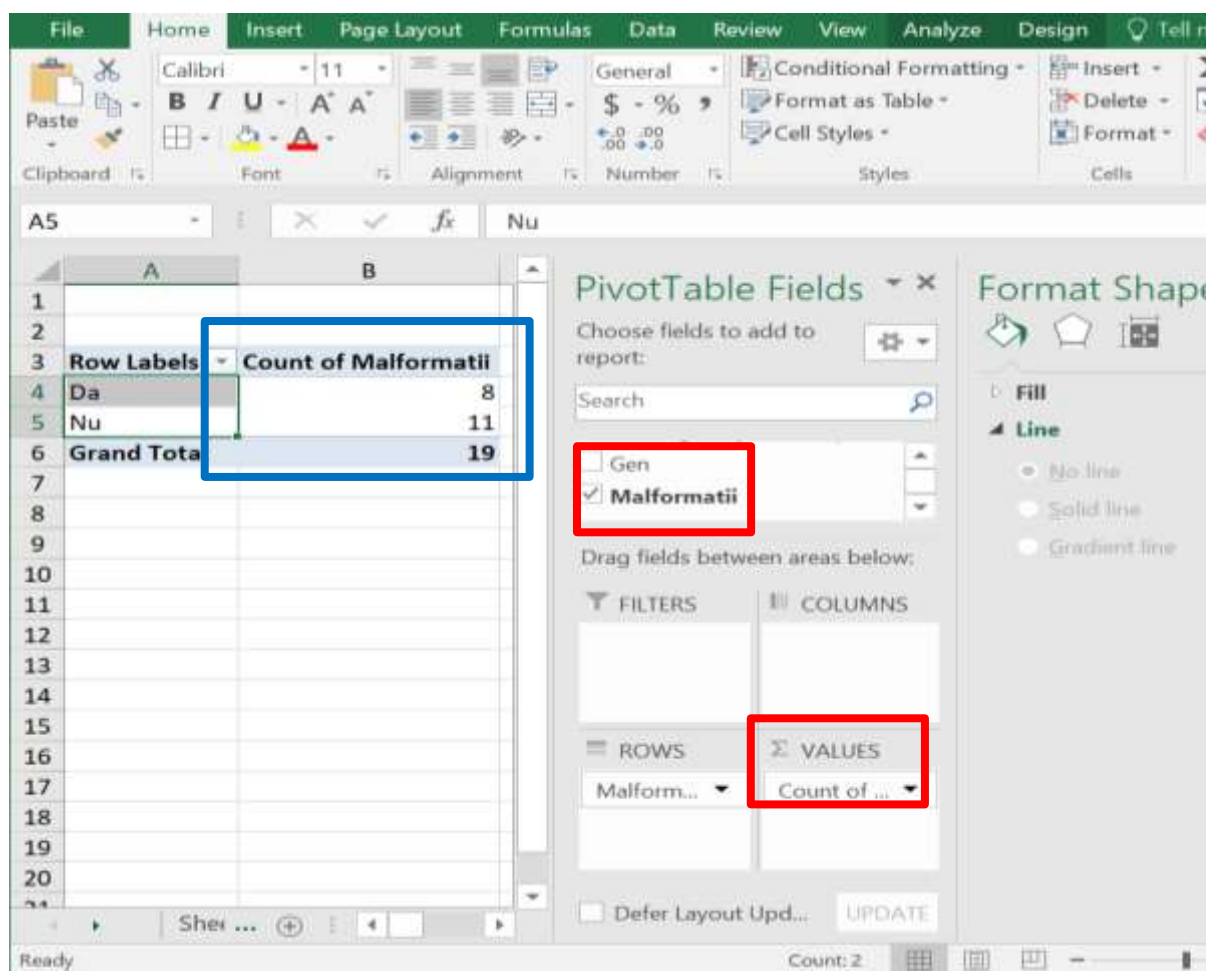 File Home Insert Page Layout Formulas Data Review View Analyze Design Tell
Calibri 11 General Conditional Formatting Insert
Paste B I U A A $ % Format as Table Delete
A Cell Styles Format
Clipboard Font Alignment Number Styles Cells
A5 fx Nu
A B
1
2
3 Row Labels Count of Malformatii
4 Da 8
5 Nu 11
6 Grand Tota 19
7
8
9
10
11
12
13
14
15
16
17
18
19
20
PivotTable Fields
Choose fields to add to
report:
Search
Gen
Malformatii
Drag fields between areas below:
FILTERS COLUMNS
ROWS Σ VALUES
Malform... Count of ...
Defer Layout Upd... UPDATE
Format Shape
Fill
Line
No line
Solid line
Gradient line
Shee ...
Ready Count: 2